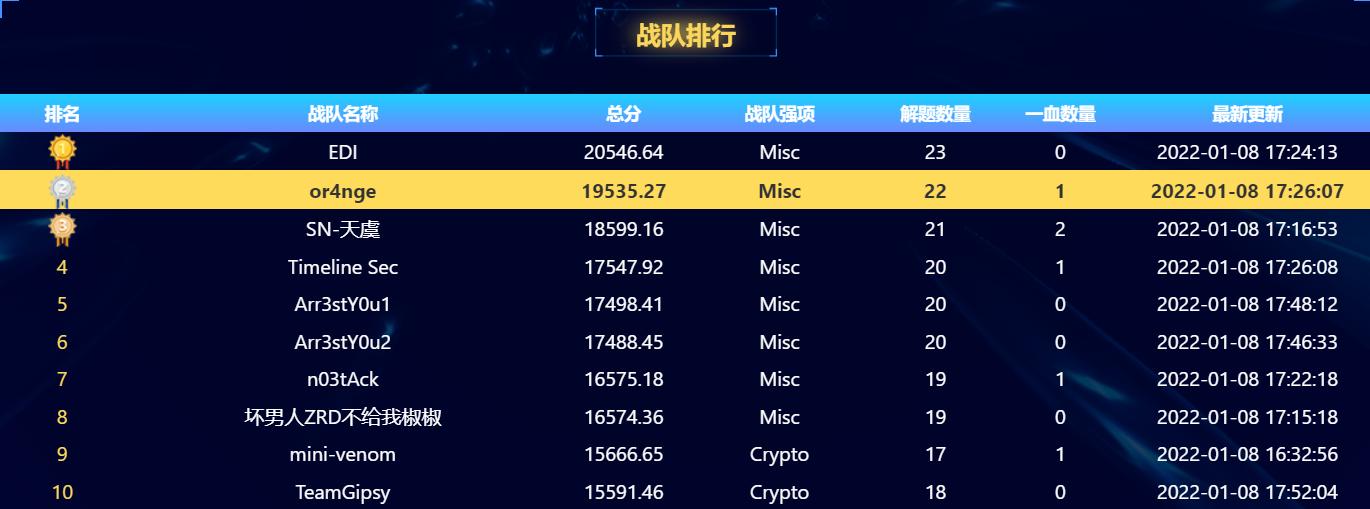 战队排行
排名 战队名称 总分 战队强项 解题数量 一血数量 最新更新
1 EDI 20546.64 Misc 23 0 2022-01-08 17:24:13
2 or4nge 19535.27 Misc 22 1 2022-01-08 17:26:07
3 SN-天虞 18599.16 Misc 21 2 2022-01-08 17:16:53
4 Timeline Sec 17547.92 Misc 20 1 2022-01-08 17:26:08
5 Arr3stY0u1 17498.41 Misc 20 0 2022-01-08 17:48:12
6 Arr3stY0u2 17488.45 Misc 20 0 2022-01-08 17:46:33
7 n03tAck 16575.18 Misc 19 1 2022-01-08 17:22:18
8 坏男人ZRD不给我椒椒 16574.36 Misc 19 0 2022-01-08 17:15:18
9 mini-venom 15666.65 Crypto 17 1 2022-01-08 16:32:56
10 TeamGipsy 15591.46 Crypto 18 0 2022-01-08 17:52:04